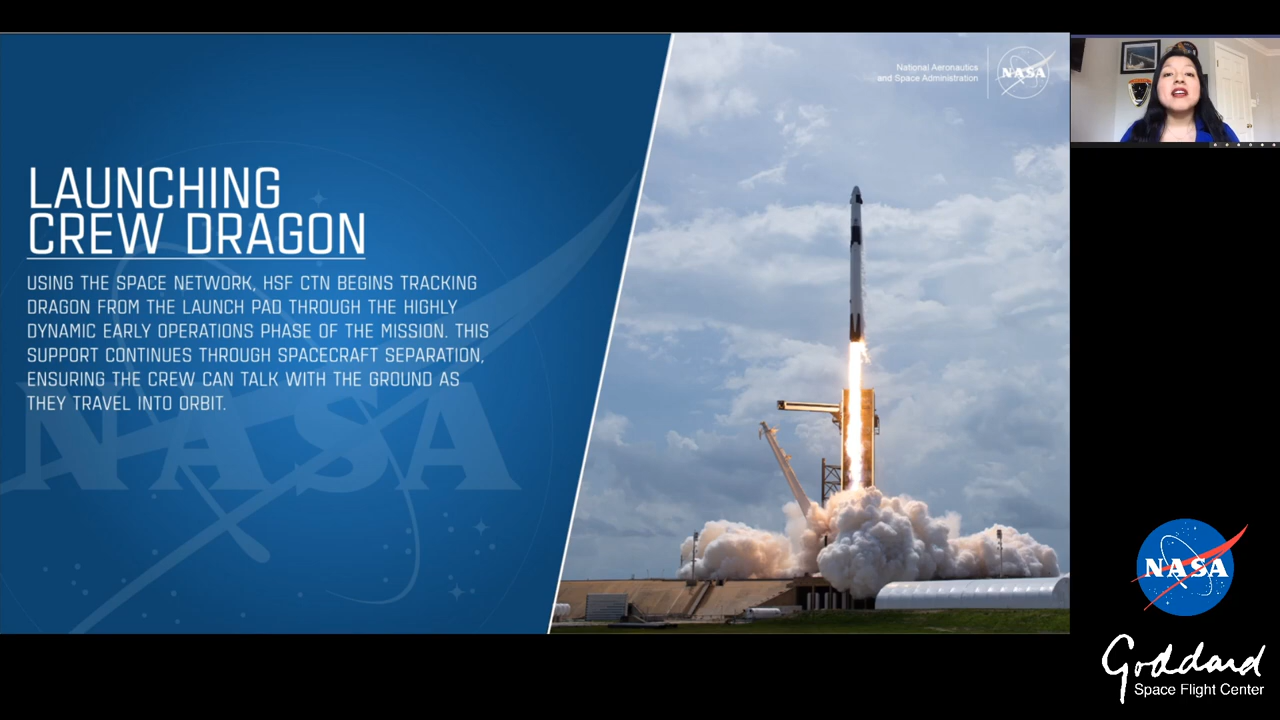 LAUNCHING
CREW DRAGON
USING THE SPACE NETWORK, HSF CTN BEGINS TRACKING
DRAGON FROM THE LAUNCH PAD THROUGH THE HIGHLY
DYNAMIC EARLY OPERATIONS PHASE OF THE MISSION. THIS
SUPPORT CONTINUES THROUGH SPACECRAFT SEPARATION,
ENSURING THE CREW CAN TALK WITH THE GROUND AS
THEY TRAVEL INTO ORBIT.
NASA
National Aeronautics
and Space Administration
NASA
NASA
Goddard
Space Flight Center